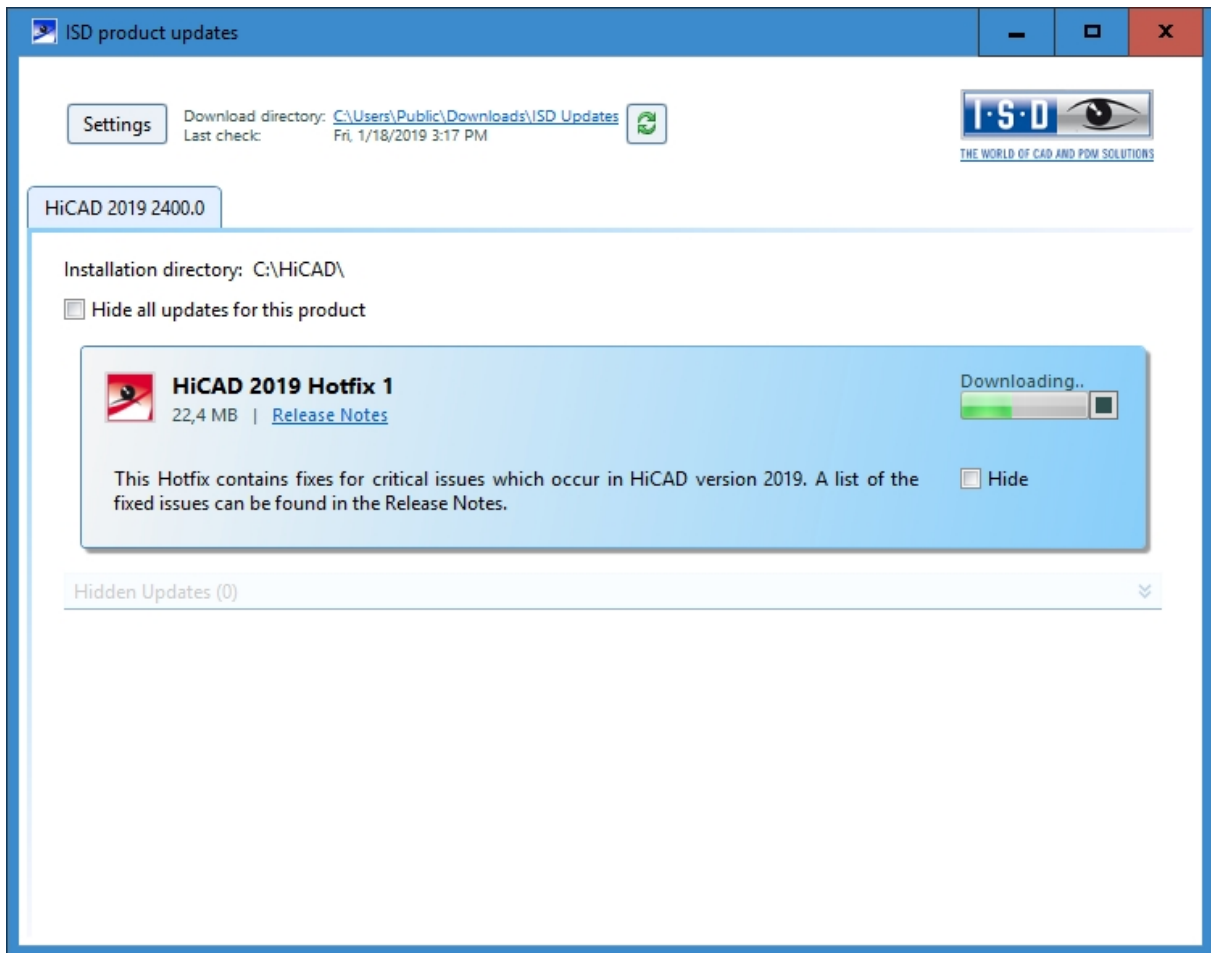 ISD product updates
Settings
Download directory: C:\Users\Public\Downloads\ISD Updates
Last check: Fri, 1/18/2019 3:17 PM
I·S·D
THE WORLD OF CAD AND PDM SOLUTIONS
HiCAD 2019 2400.0
Installation directory: C:\HiCAD\
Hide all updates for this product
HiCAD 2019 Hotfix 1
22,4 MB | Release Notes
Downloading..
This Hotfix contains fixes for critical issues which occur in HiCAD version 2019. A list of the
fixed issues can be found in the Release Notes.
Hide
Hidden Updates (0)